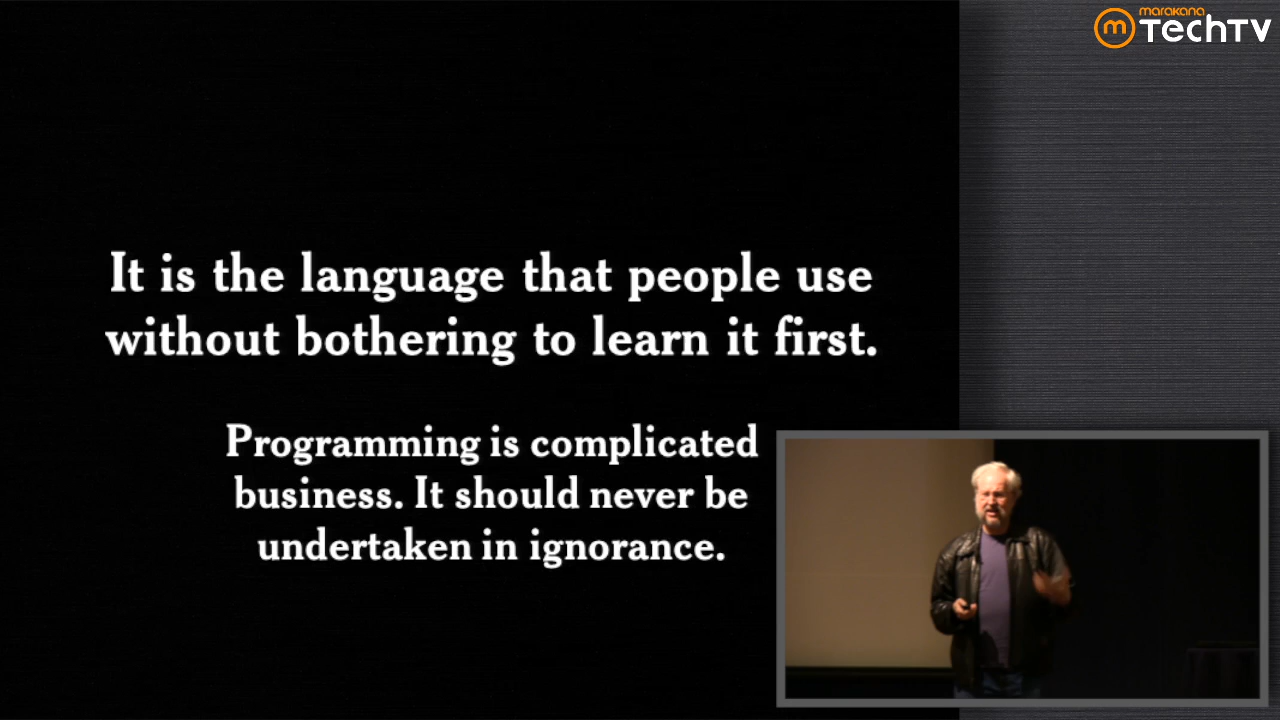 marakana
TechTV
It is the language that people use
without bothering to learn it first.
Programming is complicated
business. It should never be
undertaken in ignorance.